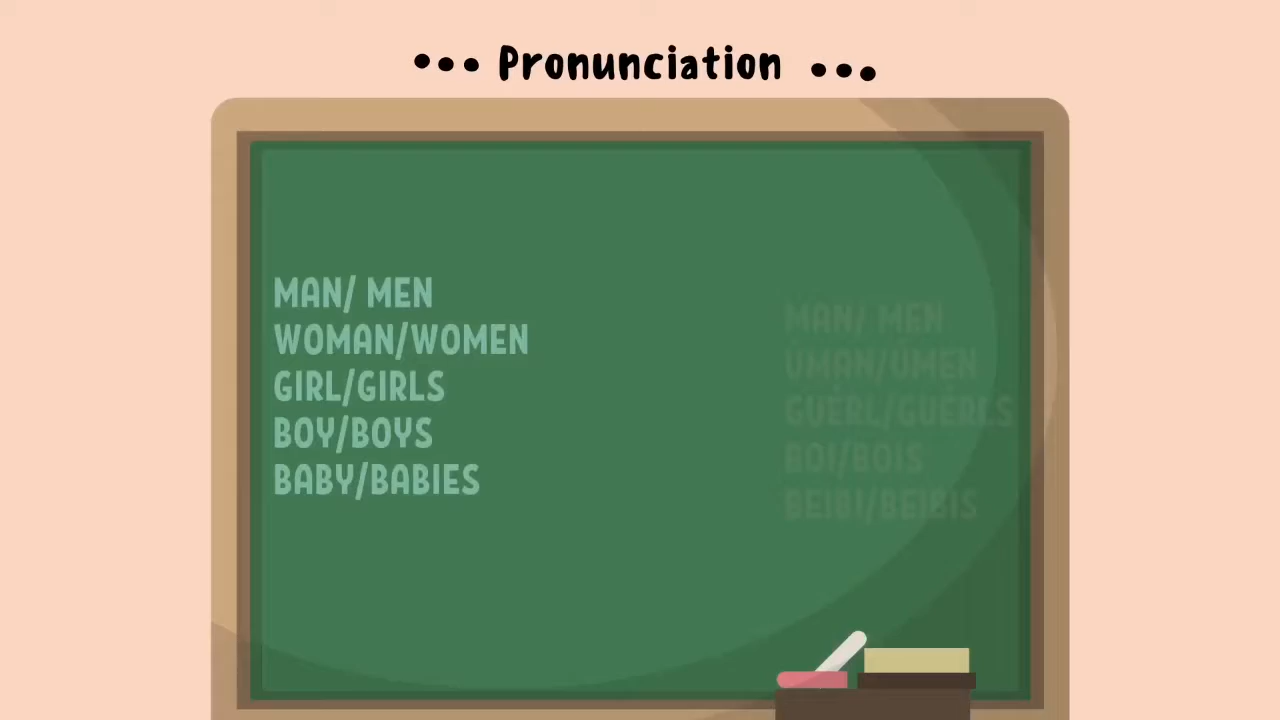 ••• Pronunciation •••
MAN/ MEN
WOMAN/WOMEN
GIRL/GIRLS
BOY/BOYS
BABY/BABIES
MAN/ MEN
ÚMAN/ÚMEN
GUÉRL/GUÉRLS
BOI/BOIS
BEIBI/BEIBIS